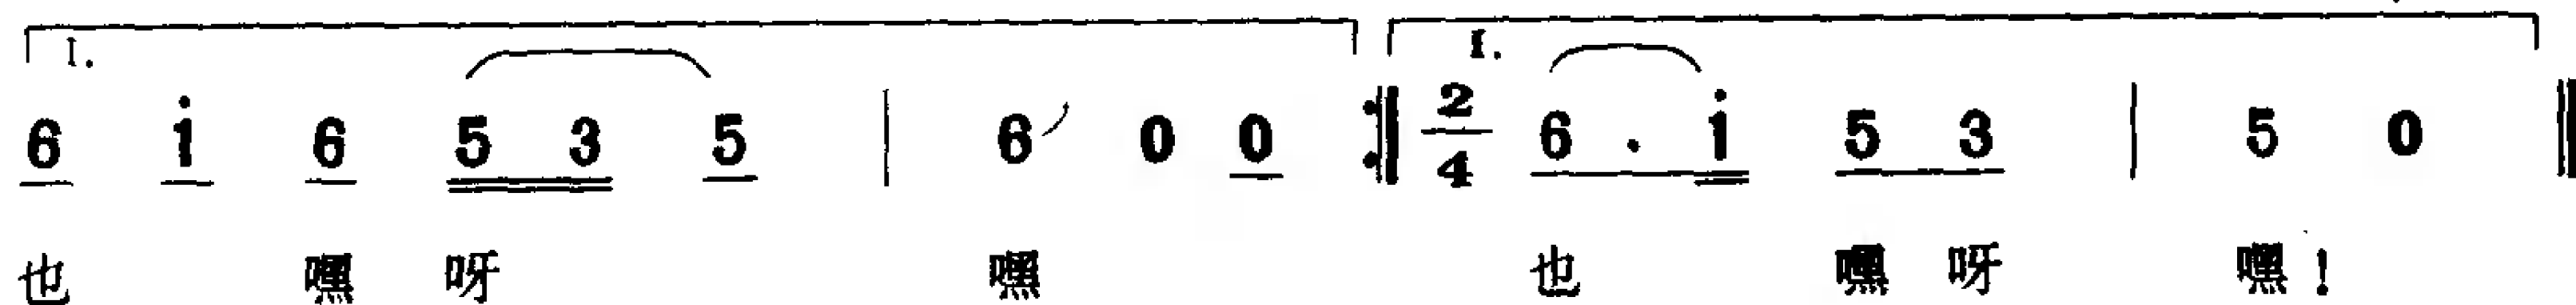 I. I.
6 i 6 5 3 5 | 6 0 0 :‖ 2/4 6 . i 5 3 | 5 0 ‖
也 嘿 呀 嘿 也 嘿 呀 嘿！